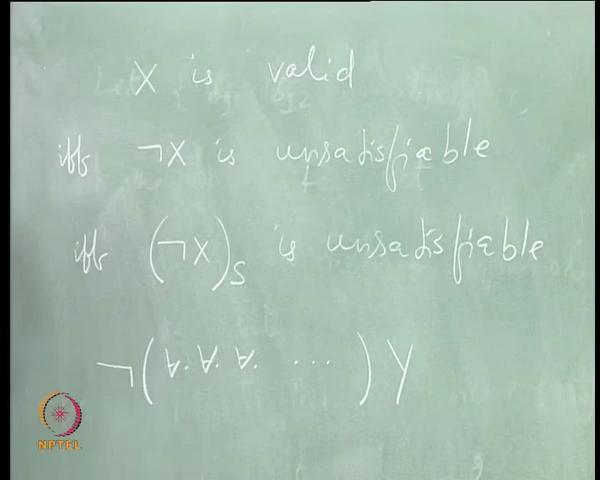 X is valid
iff ¬X is unsatisfiable
iff (¬X)S is unsatisfiable
¬(∀.∀.∀. ...) Y
NPTEL